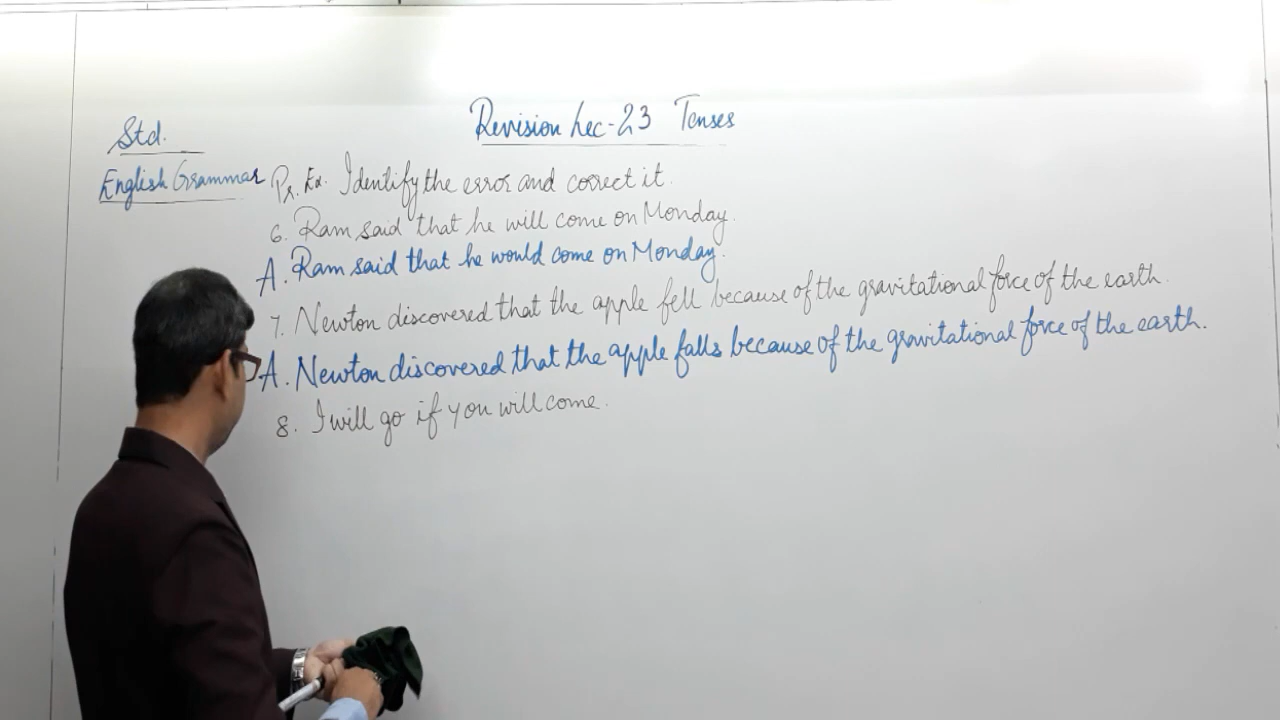 Revision Lec-23 Tenses
Std.
English Grammar
Pr. Ex. Identify the error and correct it.
6. Ram said that he will come on Monday.
A. Ram said that he would come on Monday.
7. Newton discovered that the apple fell because of the gravitational force of the earth.
A. Newton discovered that the apple falls because of the gravitational force of the earth.
8. I will go if you will come.